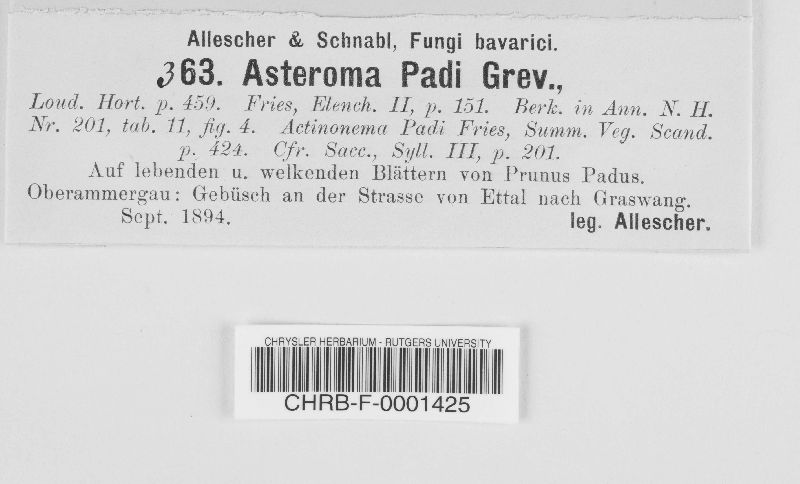 Allescher & Schnabl, Fungi bavarici.
363. Asteroma Padi Grev.,
Loud. Hort. p. 459. Fries, Elench. II, p. 151. Berk. in Ann. N. H.
Nr. 201, tab. 11, fig. 4. Actinonema Padi Fries, Summ. Veg. Scand.
p. 424. Cfr. Sacc., Syll. III, p. 201.
Auf lebenden u. welkenden Blättern von Prunus Padus.
Oberammergau: Gebüsch an der Strasse von Ettal nach Graswang.
Sept. 1894. leg. Allescher.
CHRYSLER HERBARIUM - RUTGERS UNIVERSITY
CHRB-F-0001425